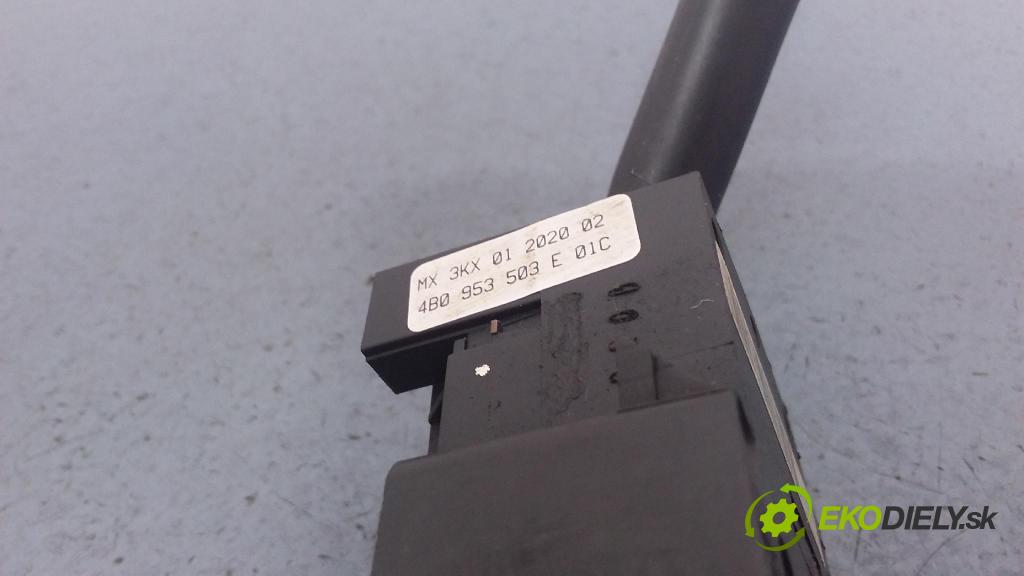 MX 3KX 01 2020 02
4B0 953 503 E 01C
EKODIELY.sk